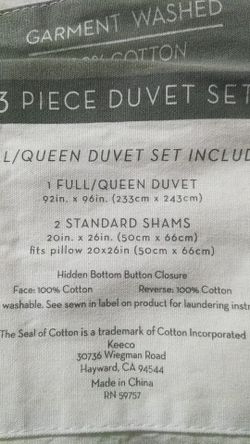 GARMENT WASHED
COTTON
3 PIECE DUVET SET
L/QUEEN DUVET SET INCLUD
1 FULL/QUEEN DUVET
92in. x 96in. (233cm x 243cm)
2 STANDARD SHAMS
20in. x 26in. (50cm x 66cm)
fits pillow 20x26in (50cm x 66cm)
Hidden Bottom Button Closure
Face: 100% Cotton Reverse: 100% Cotton
washable. See sewn in label on product for laundering instr
The Seal of Cotton is a trademark of Cotton Incorporated
Keeco
30736 Wiegman Road
Hayward, CA 94544
Made in China
RN 59757